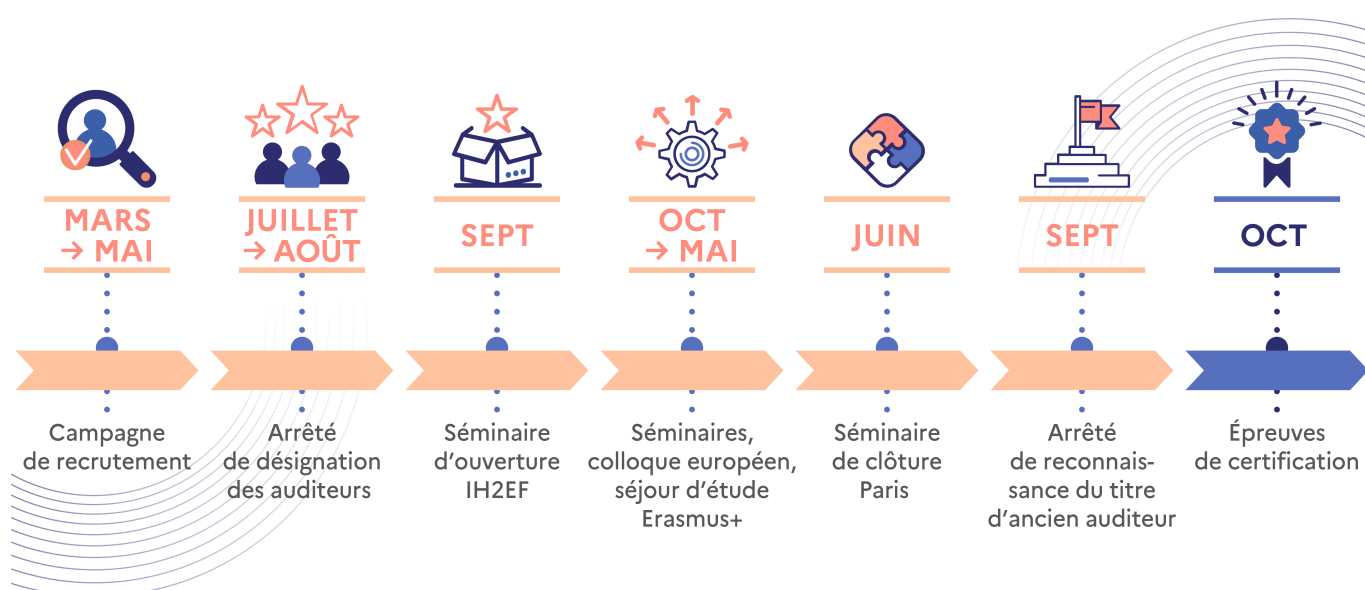 MARS
→ MAI
Campagne
de recrutement
JUILLET
→ AOÛT
Arrêté
de désignation
des auditeurs
SEPT
Séminaire
d’ouverture
IH2EF
OCT
→ MAI
Séminaires,
colloque européen,
séjour d’étude
Erasmus+
JUIN
Séminaire
de clôture
Paris
SEPT
Arrêté
de reconnais-
sance du titre
d’ancien auditeur
OCT
Épreuves
de certification